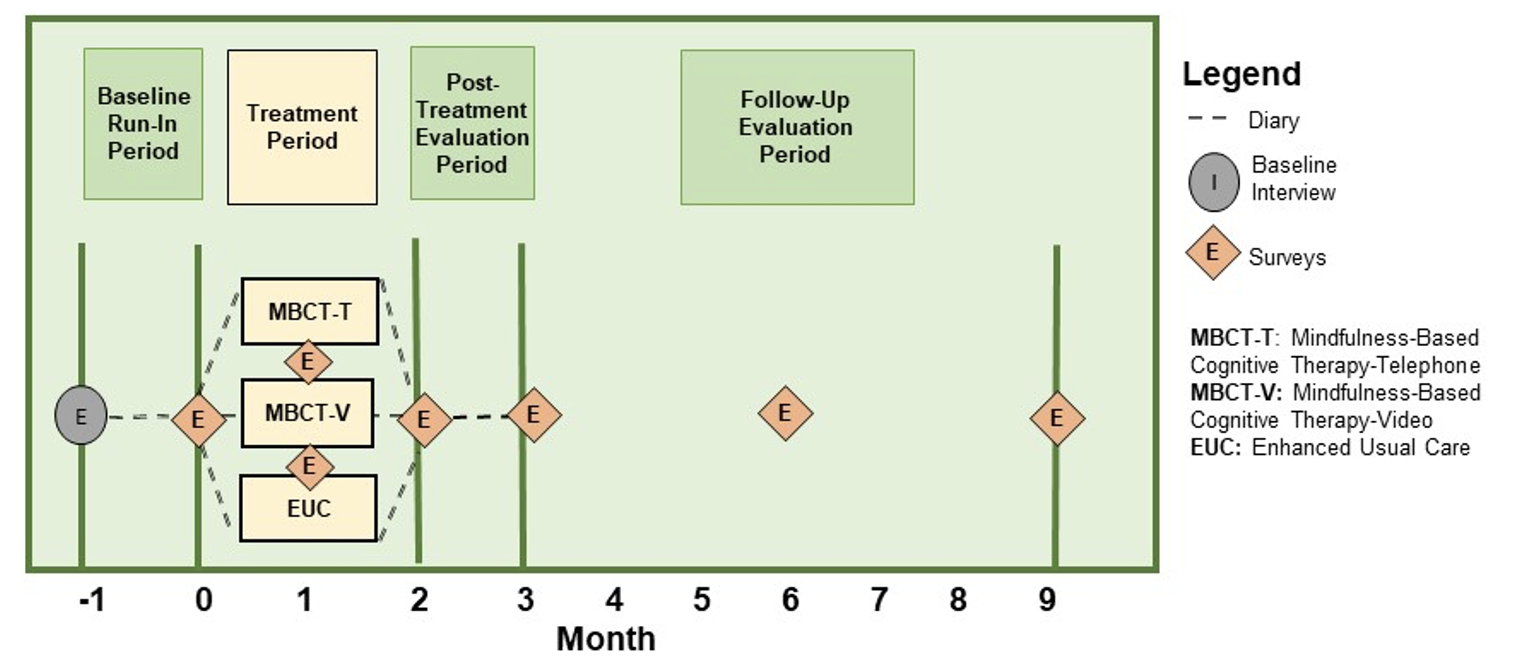 Baseline
Run-In
Period
Treatment
Period
Post-
Treatment
Evaluation
Period
Follow-Up
Evaluation
Period
MBCT-T
E
E
E
MBCT-V
E
E
E
E
E
EUC
-1 0 1 2 3 4 5 6 7 8 9
Month
Legend
Diary
I
Baseline
Interview
E
Surveys
MBCT-T: Mindfulness-Based
Cognitive Therapy-Telephone
MBCT-V: Mindfulness-Based
Cognitive Therapy-Video
EUC: Enhanced Usual Care